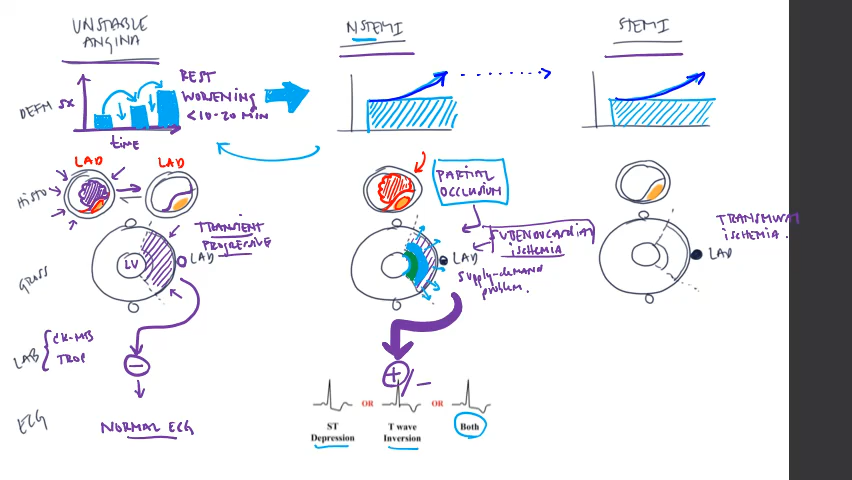 UNSTABLE
ANGINA
NSTEMI
STEMI
DEFN
SX
REST
WORSENING
<10-20 MIN
time
HISTO
LAD
LAD
PARTIAL
OCCLUSION
TRANSIENT
PROGRESSIVE
SUBENDOCARDIAL
ISCHEMIA
TRANSMURAL
ISCHEMIA.
GROSS
LV
LAD
LAD
LAD
supply-demand
problem.
LAB
CK-MB
TROP
−
+/−
ECG
NORMAL ECG
OR
OR
ST
Depression
T wave
Inversion
Both